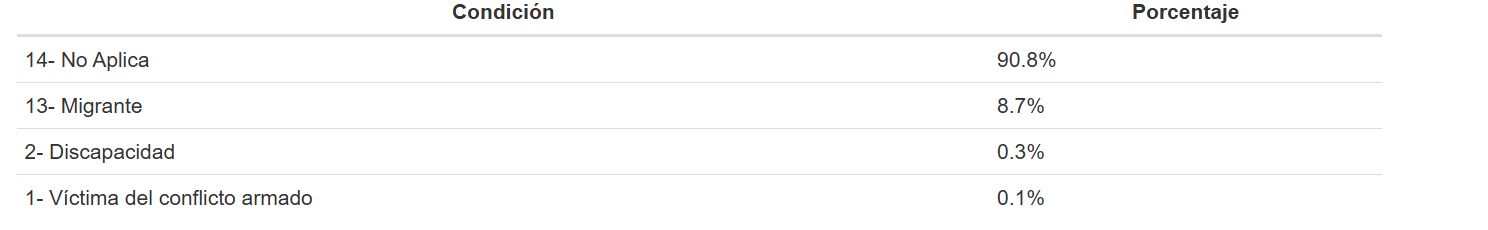 Condición Porcentaje
14- No Aplica 90.8%
13- Migrante 8.7%
2- Discapacidad 0.3%
1- Víctima del conflicto armado 0.1%